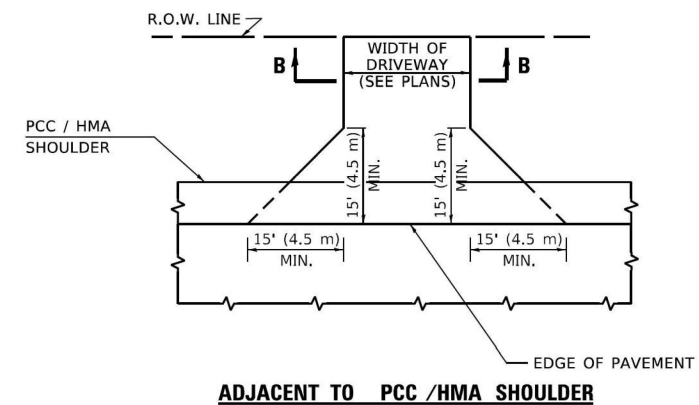 R.O.W. LINE
WIDTH OF
DRIVEWAY
(SEE PLANS)
B
B
PCC / HMA
SHOULDER
15' (4.5 m)
MIN.
15' (4.5 m)
MIN.
15' (4.5 m)
MIN.
15' (4.5 m)
MIN.
EDGE OF PAVEMENT
ADJACENT TO PCC /HMA SHOULDER